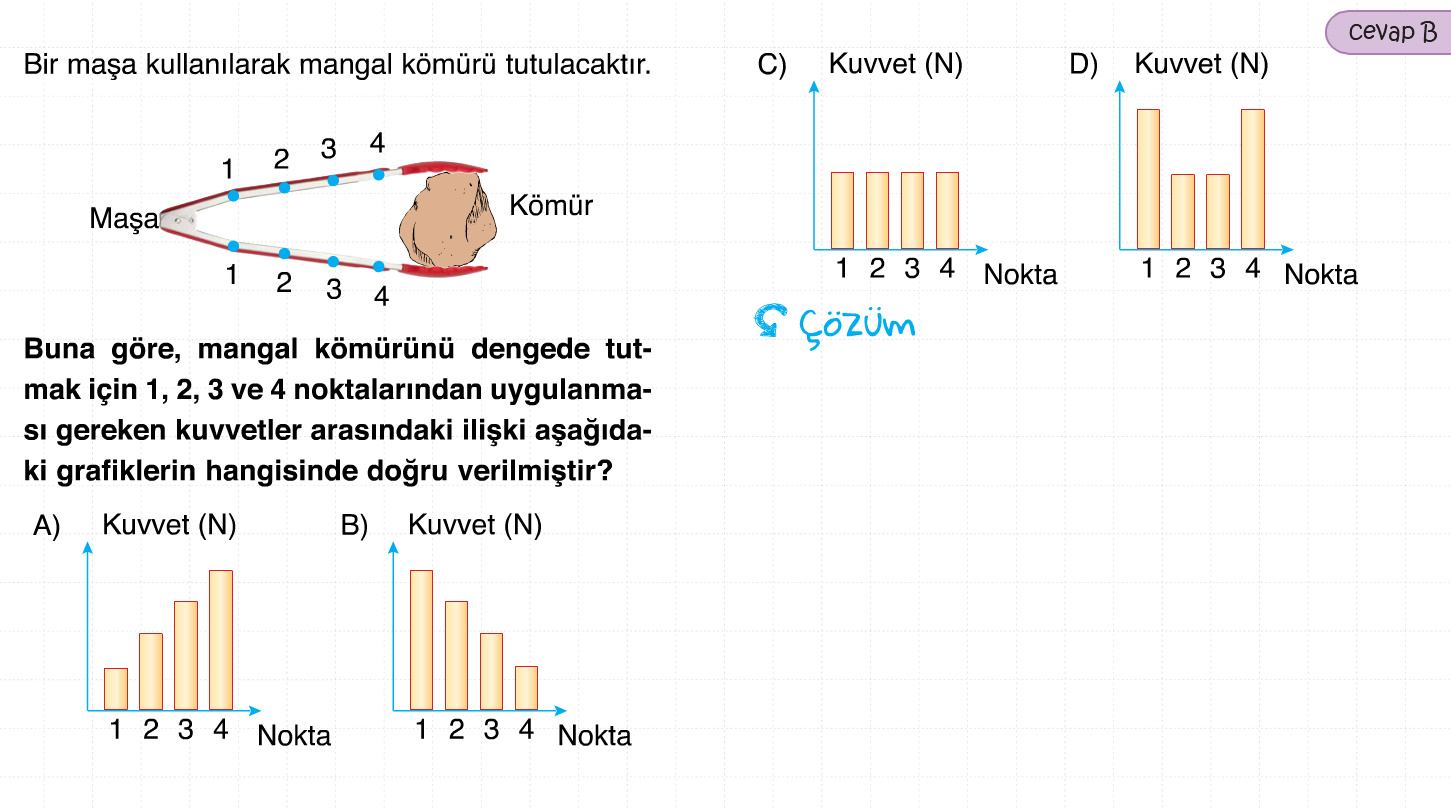 cevap B
Bir maşa kullanılarak mangal kömürü tutulacaktır.
1 2 3 4
Maşa
Kömür
1 2 3 4
Buna göre, mangal kömürünü dengede tut-
mak için 1, 2, 3 ve 4 noktalarından uygulanma-
sı gereken kuvvetler arasındaki ilişki aşağıda-
ki grafiklerin hangisinde doğru verilmiştir?
A) Kuvvet (N)
1 2 3 4 Nokta
B) Kuvvet (N)
1 2 3 4 Nokta
C) Kuvvet (N)
1 2 3 4 Nokta
D) Kuvvet (N)
1 2 3 4 Nokta
Çözüm